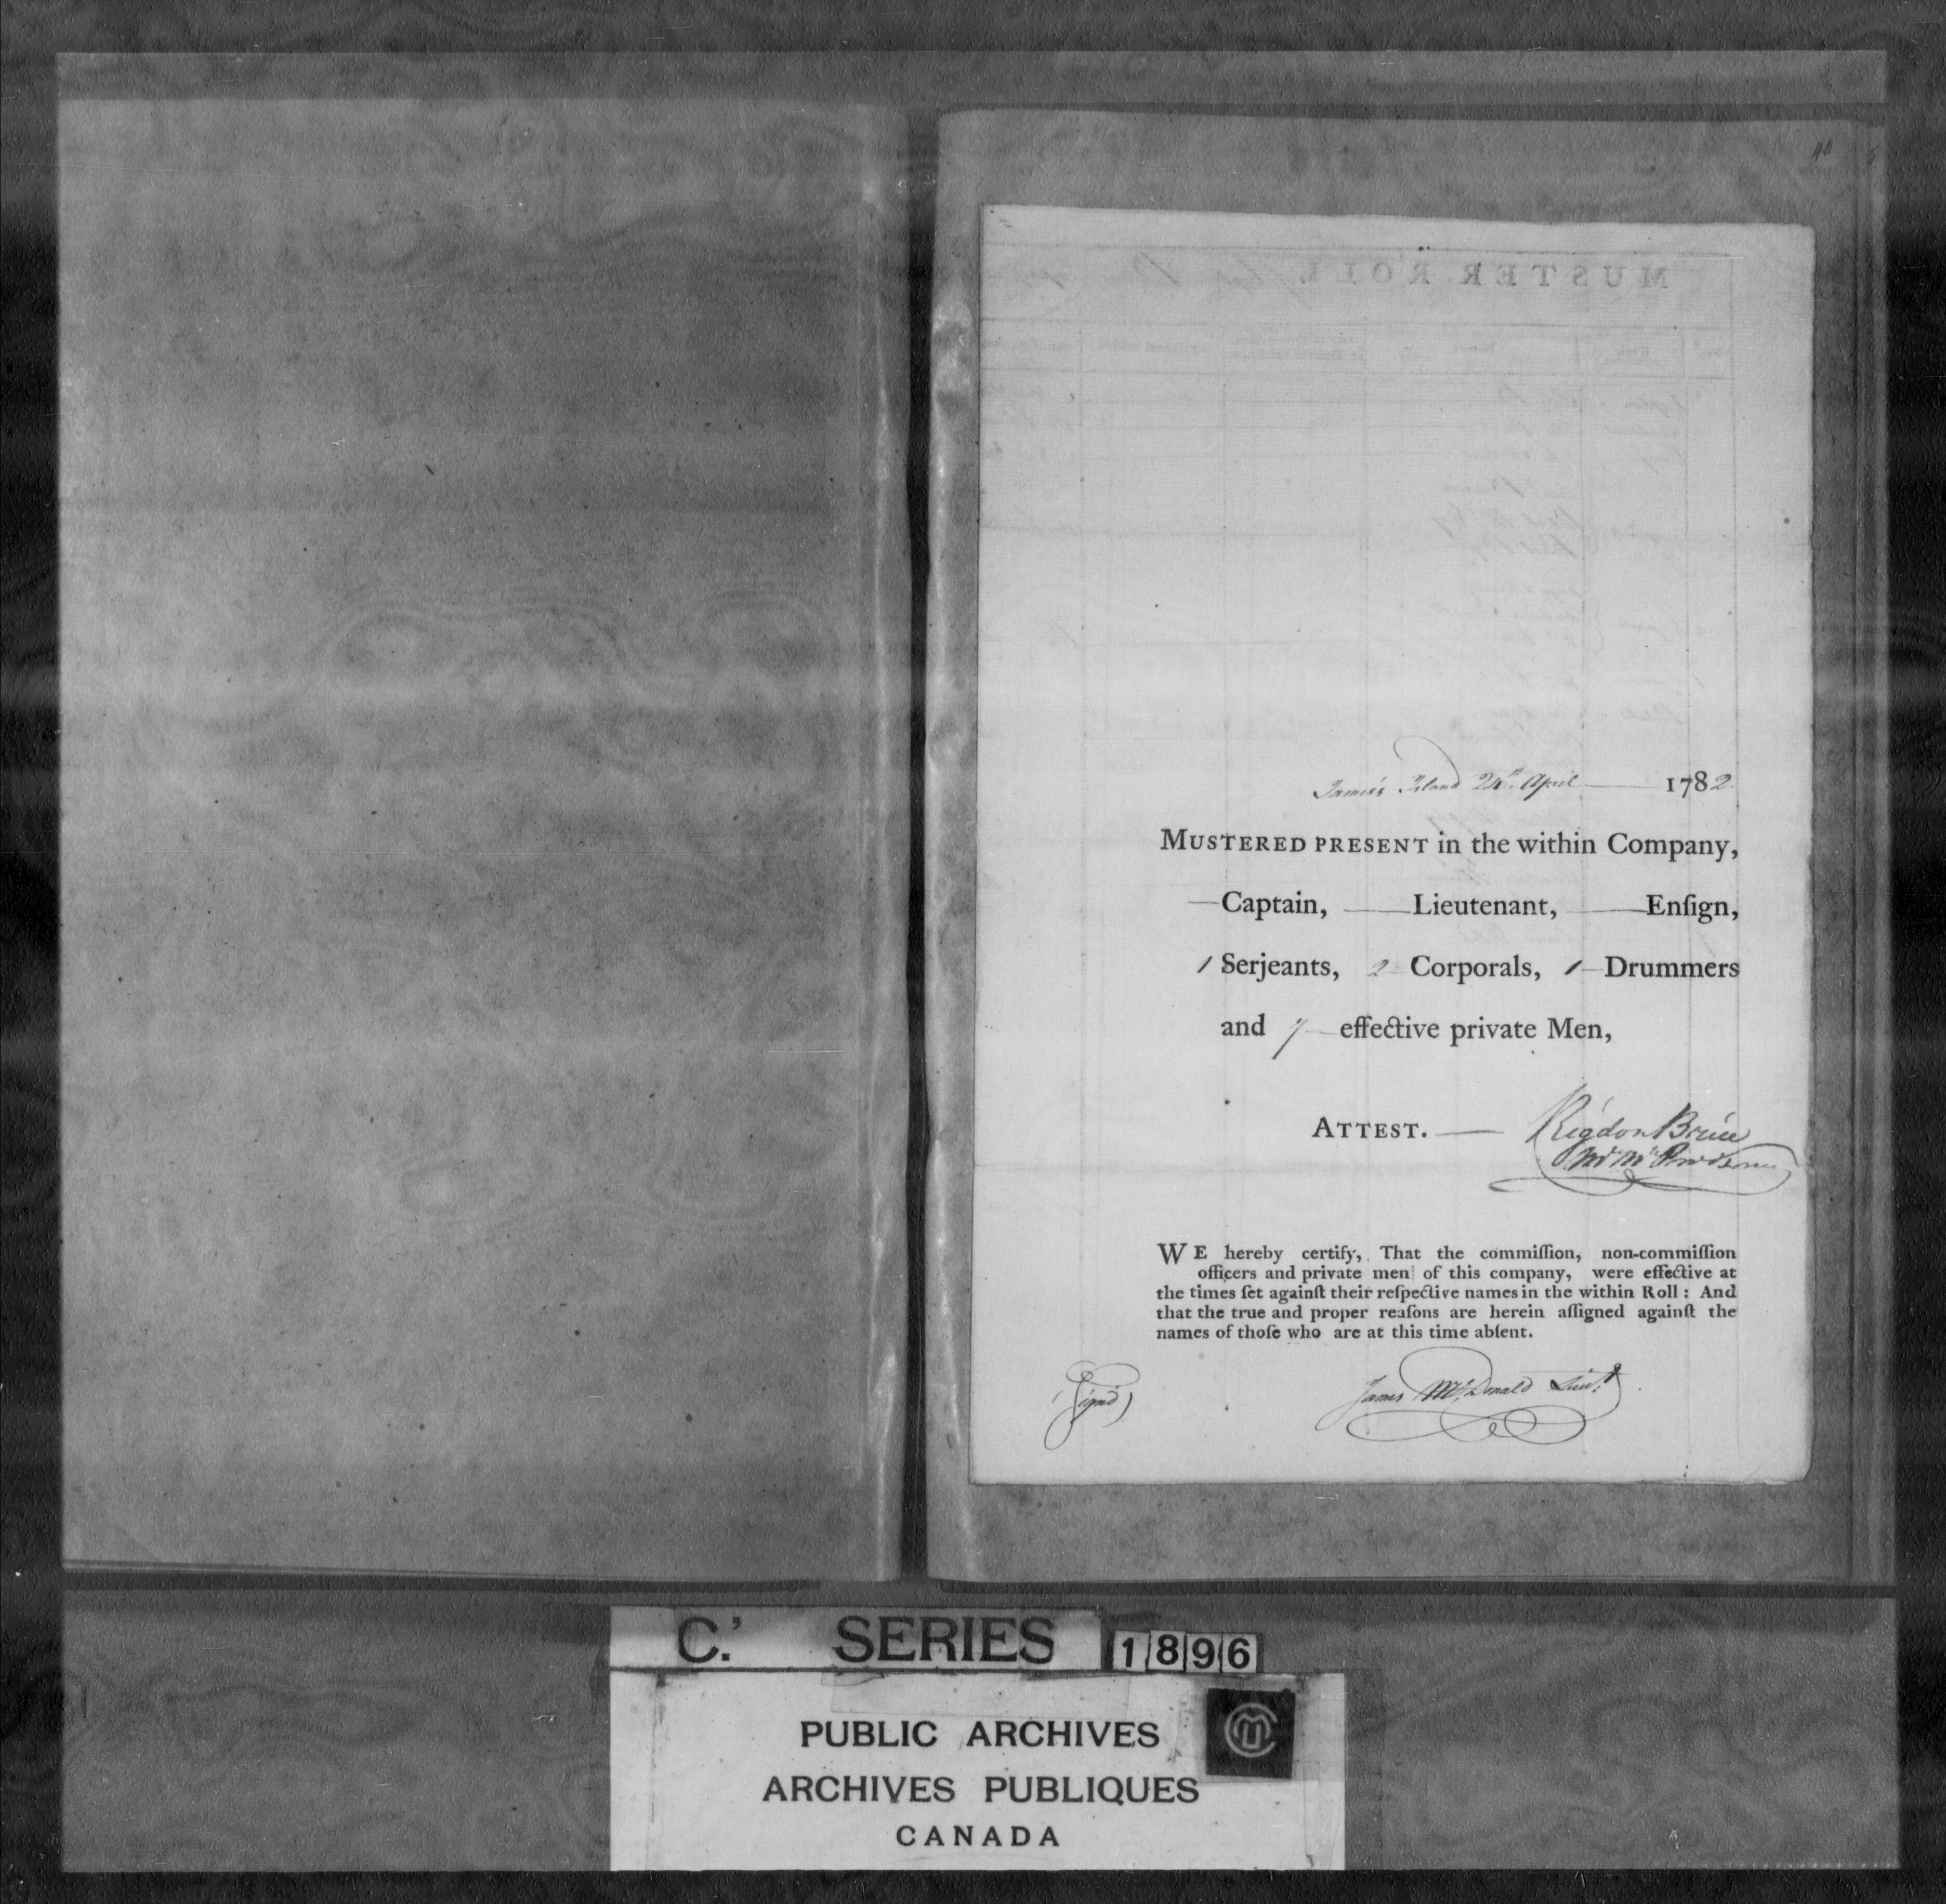 40
MUSTER ROLL
James Island 24th April — 1782
MUSTERED PRESENT in the within Company,
— Captain, — Lieutenant, — Enſign,
1 Serjeants, 2 Corporals, 1 Drummers
and 7 effective private Men,
ATTEST. — Rigdon Brice
WE hereby certify, That the commiſſion, non-commiſſion
officers and private men of this company, were effective at
the times ſet againſt their reſpective names in the within Roll: And
that the true and proper reaſons are herein aſſigned againſt the
names of thoſe who are at this time abſent.
(Signd) James McDonald Lieut.
C.' SERIES 1896
PUBLIC ARCHIVES
ARCHIVES PUBLIQUES
CANADA